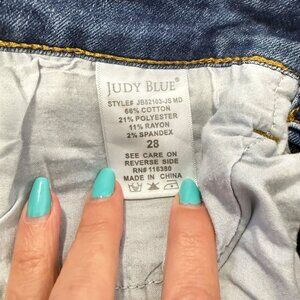 JUDY BLUE®
STYLE# JB82103-JS MD
66% COTTON
21% POLYESTER
11% RAYON
2% SPANDEX
28
SEE CARE ON
REVERSE SIDE
RN# 116380
MADE IN CHINA